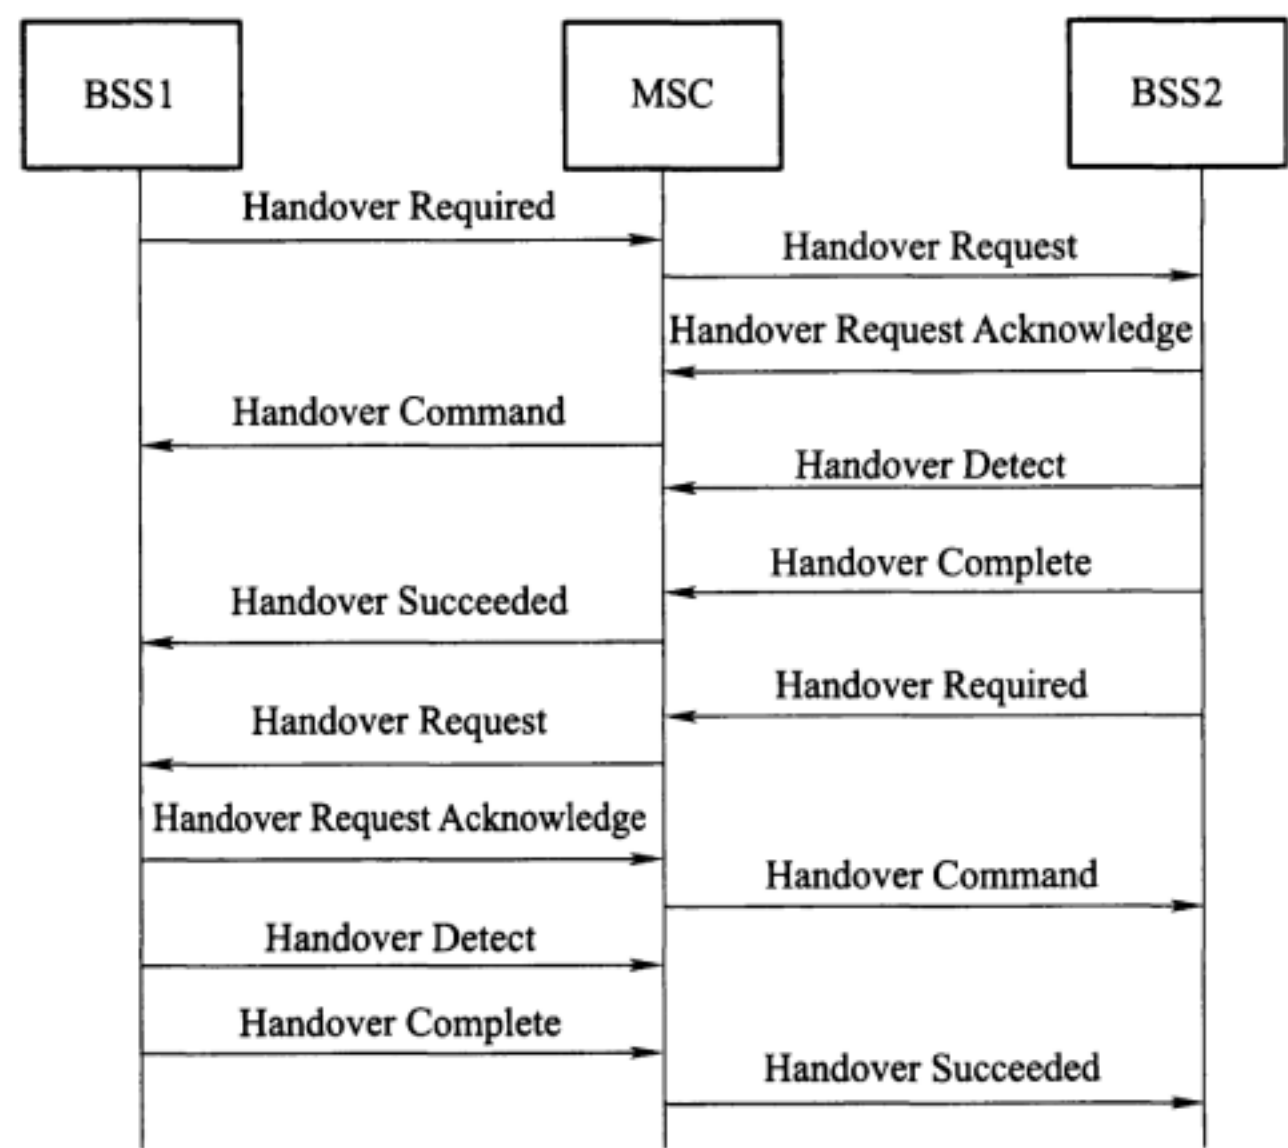 BSS1
MSC
BSS2
Handover Required
Handover Request
Handover Request Acknowledge
Handover Command
Handover Detect
Handover Complete
Handover Succeeded
Handover Required
Handover Request
Handover Request Acknowledge
Handover Command
Handover Detect
Handover Complete
Handover Succeeded